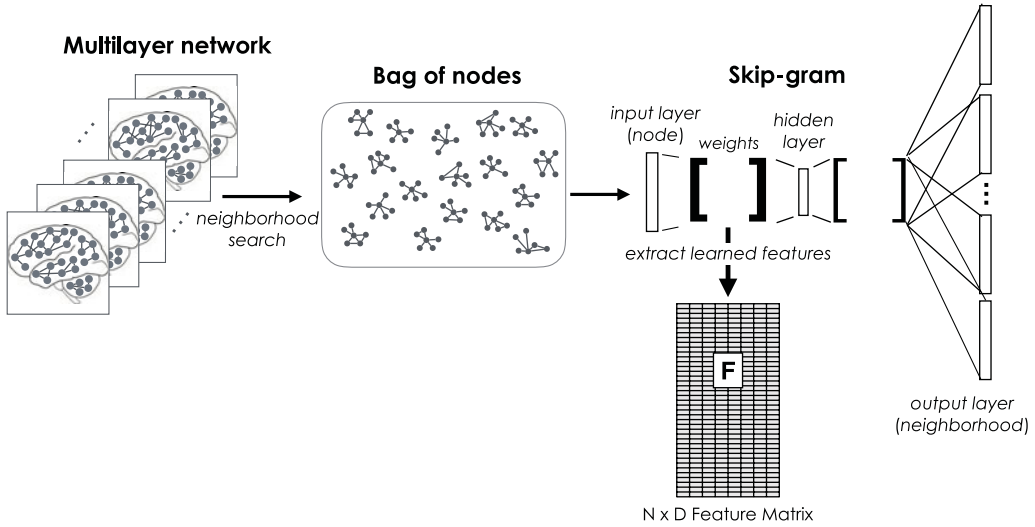 Multilayer network
neighborhood
search
Bag of nodes
Skip-gram
input layer
(node)
weights
hidden
layer
extract learned features
F
N x D Feature Matrix
output layer
(neighborhood)